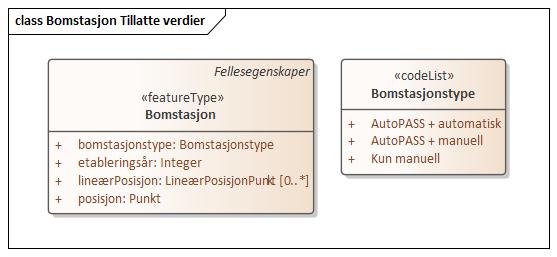 class Bomstasjon Tillatte verdier
Fellesegenskaper
«featureType»
Bomstasjon
+ bomstasjonstype: Bomstasjonstype
+ etableringsår: Integer
+ lineærPosisjon: LineærPosisjonPunkt [0..*]
+ posisjon: Punkt
«codeList»
Bomstasjonstype
+ AutoPASS + automatisk
+ AutoPASS + manuell
+ Kun manuell